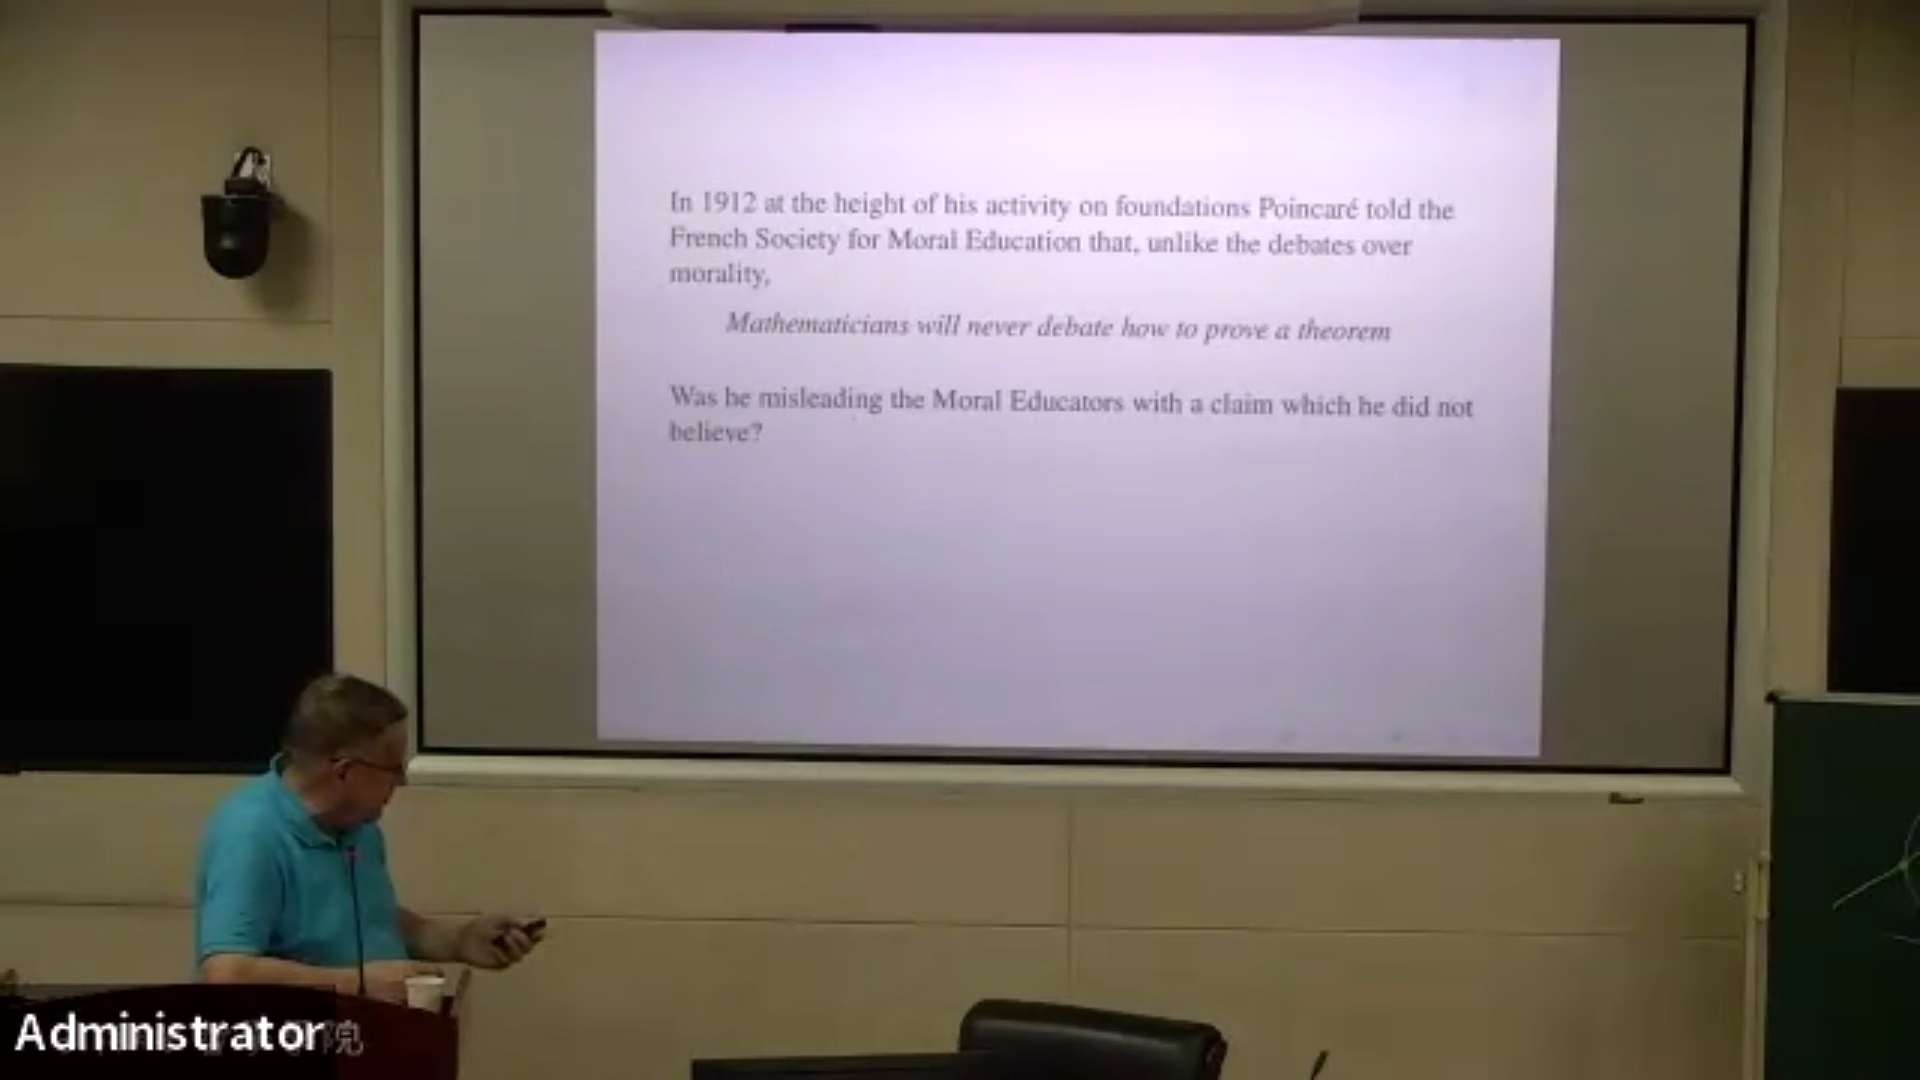 In 1912 at the height of his activity on foundations Poincaré told the
French Society for Moral Education that, unlike the debates over
morality,
Mathematicians will never debate how to prove a theorem
Was he misleading the Moral Educators with a claim which he did not
believe?
Administrator
院